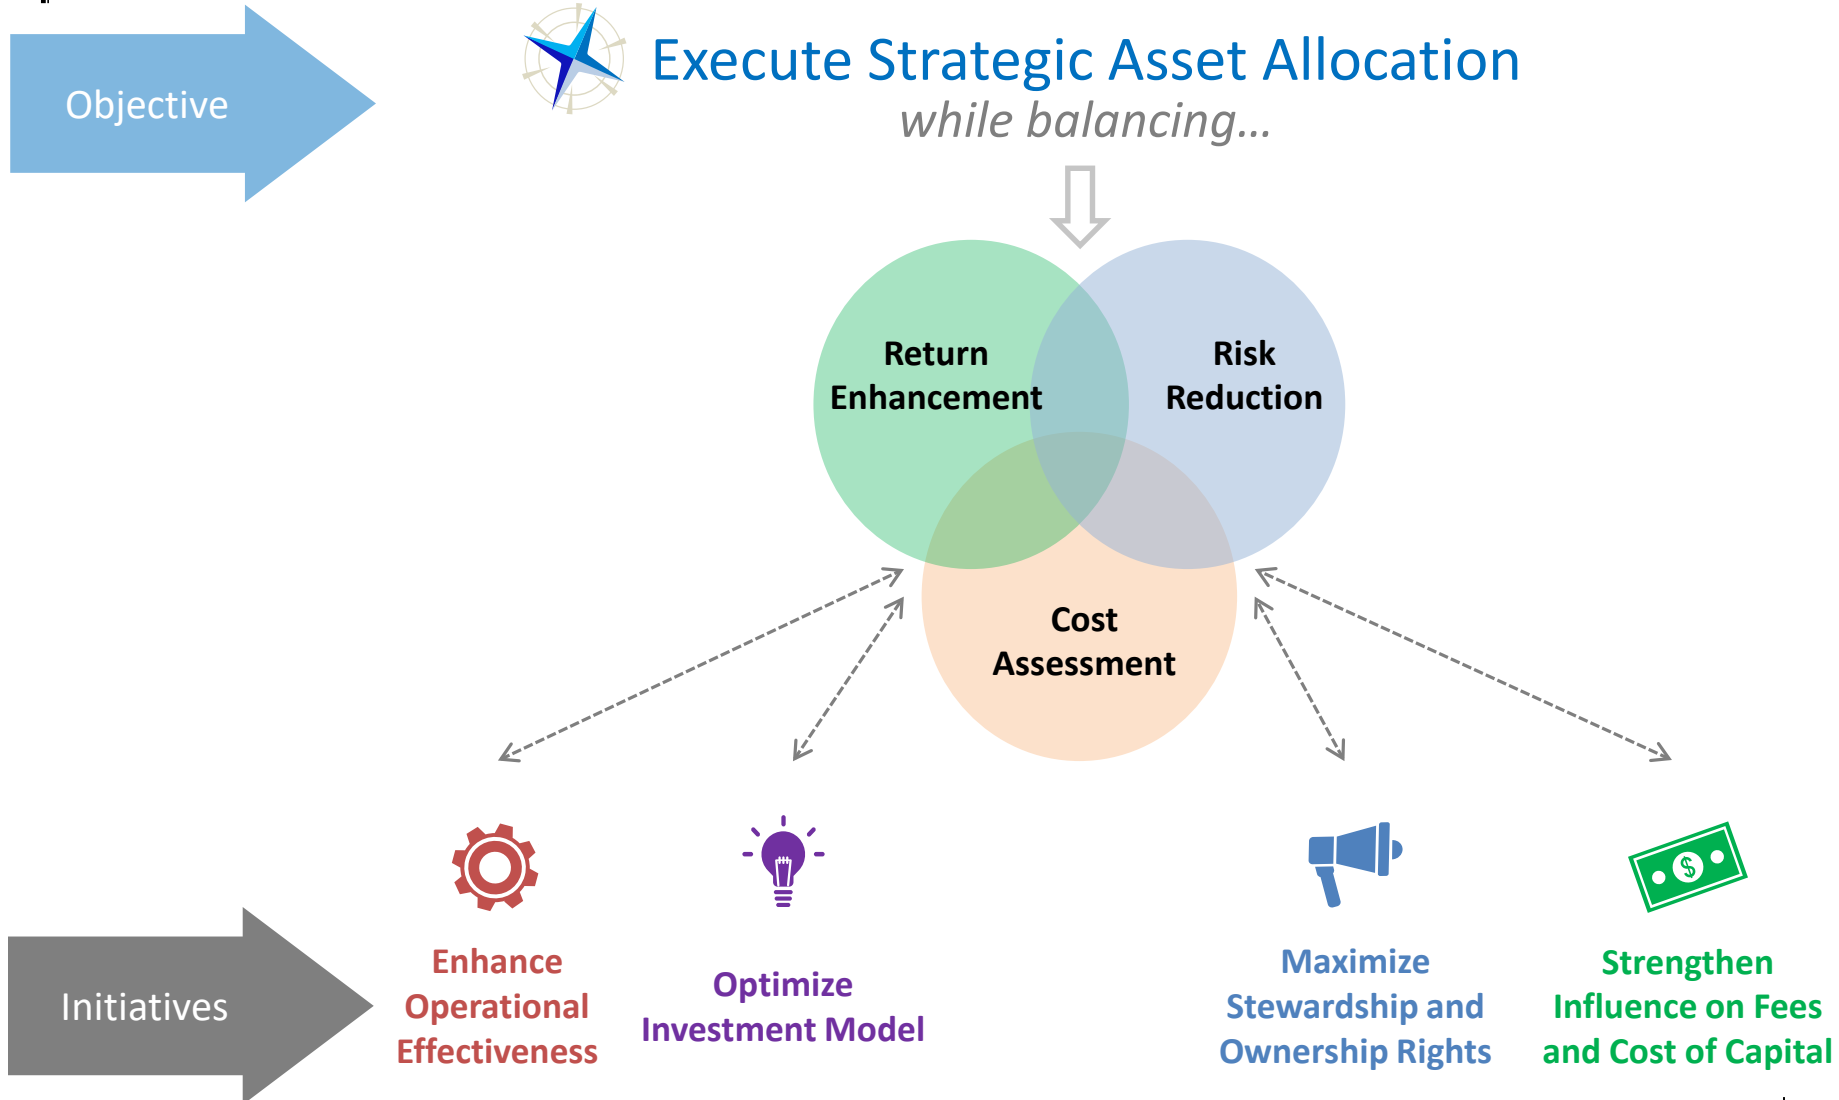 Objective
Execute Strategic Asset Allocation
while balancing...
Return
Enhancement
Risk
Reduction
Cost
Assessment
Initiatives
Enhance
Operational
Effectiveness
Optimize
Investment Model
Maximize
Stewardship and
Ownership Rights
$
Strengthen
Influence on Fees
and Cost of Capital